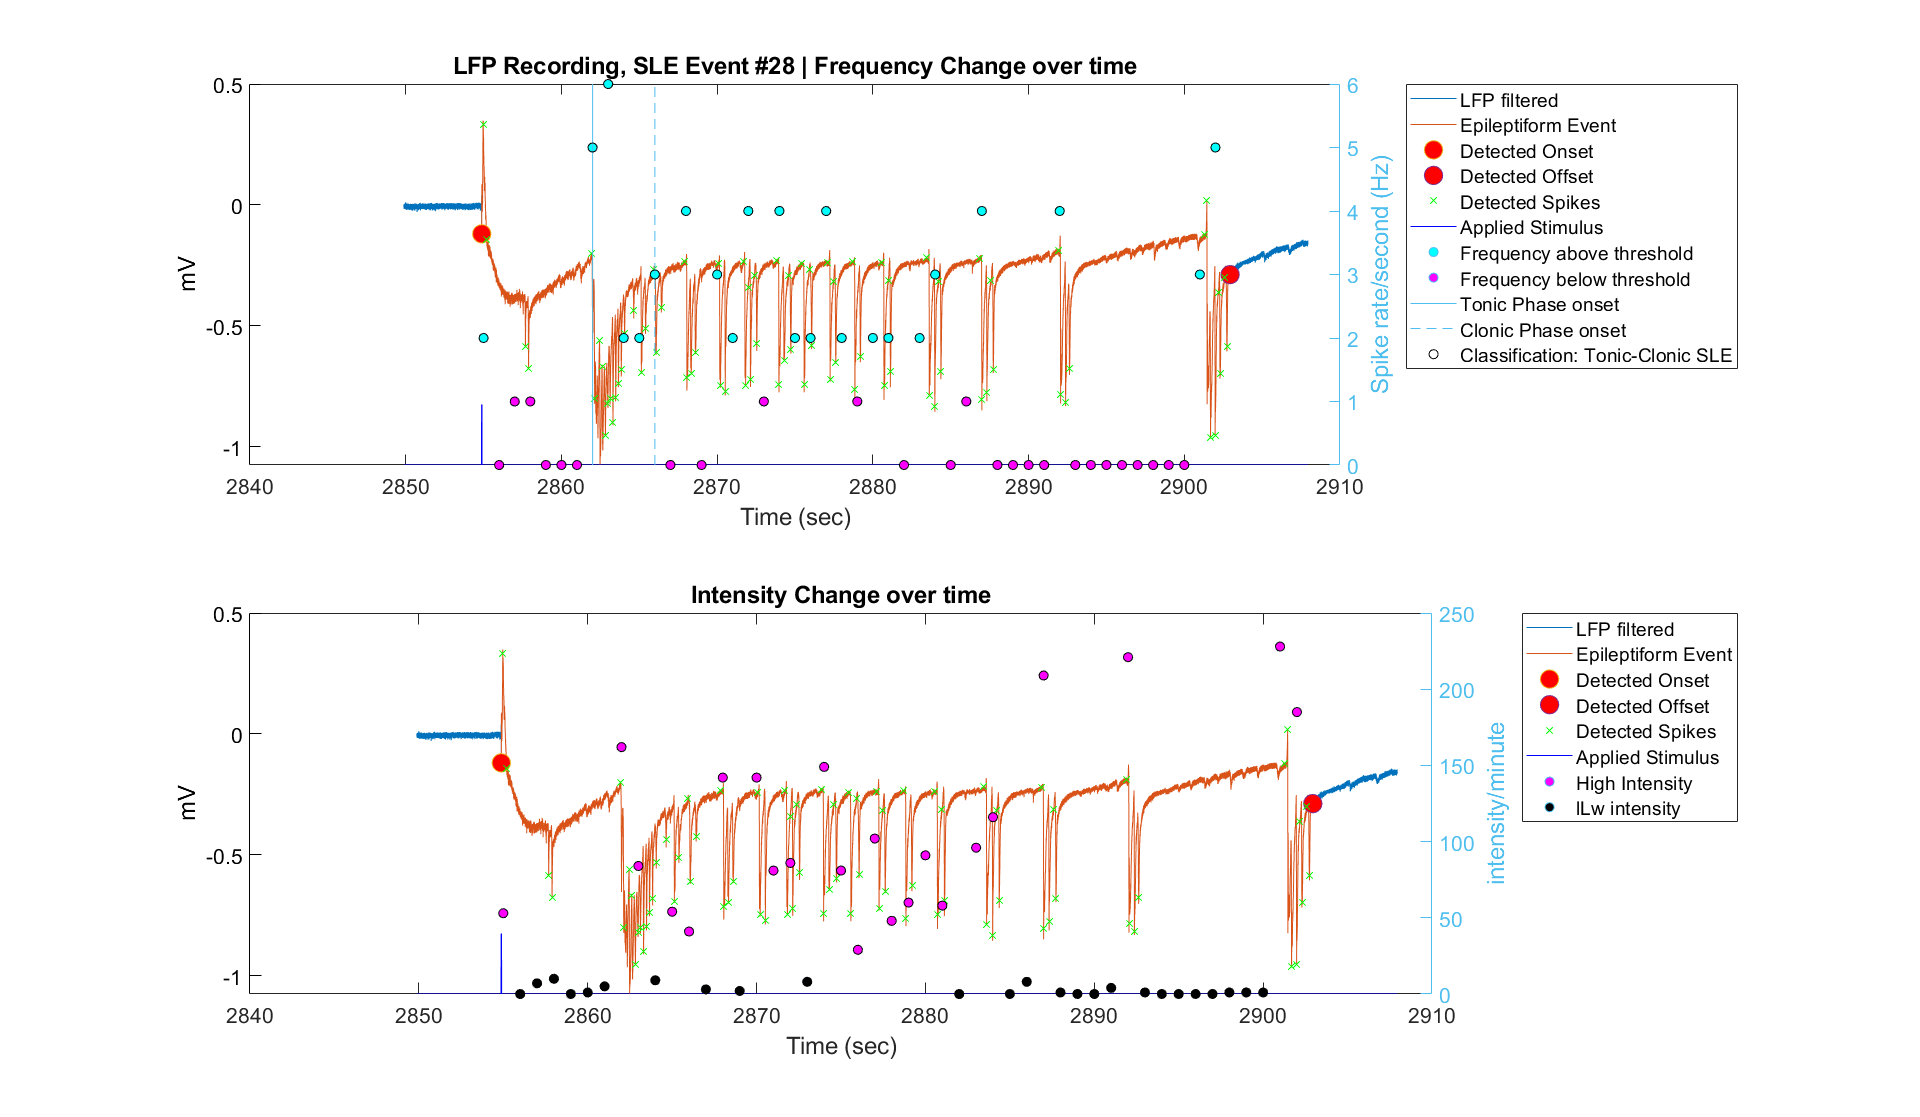 LFP Recording, SLE Event #28 | Frequency Change over time
0.5
0
-0.5
-1
mV
6
5
4
3
2
1
0
Spike rate/second (Hz)
2840 2850 2860 2870 2880 2890 2900 2910
Time (sec)
LFP filtered
Epileptiform Event
Detected Onset
Detected Offset
Detected Spikes
Applied Stimulus
Frequency above threshold
Frequency below threshold
Tonic Phase onset
Clonic Phase onset
Classification: Tonic-Clonic SLE
Intensity Change over time
0.5
0
-0.5
-1
mV
250
200
150
100
50
0
intensity/minute
2840 2850 2860 2870 2880 2890 2900 2910
Time (sec)
LFP filtered
Epileptiform Event
Detected Onset
Detected Offset
Detected Spikes
Applied Stimulus
High Intensity
lLw intensity